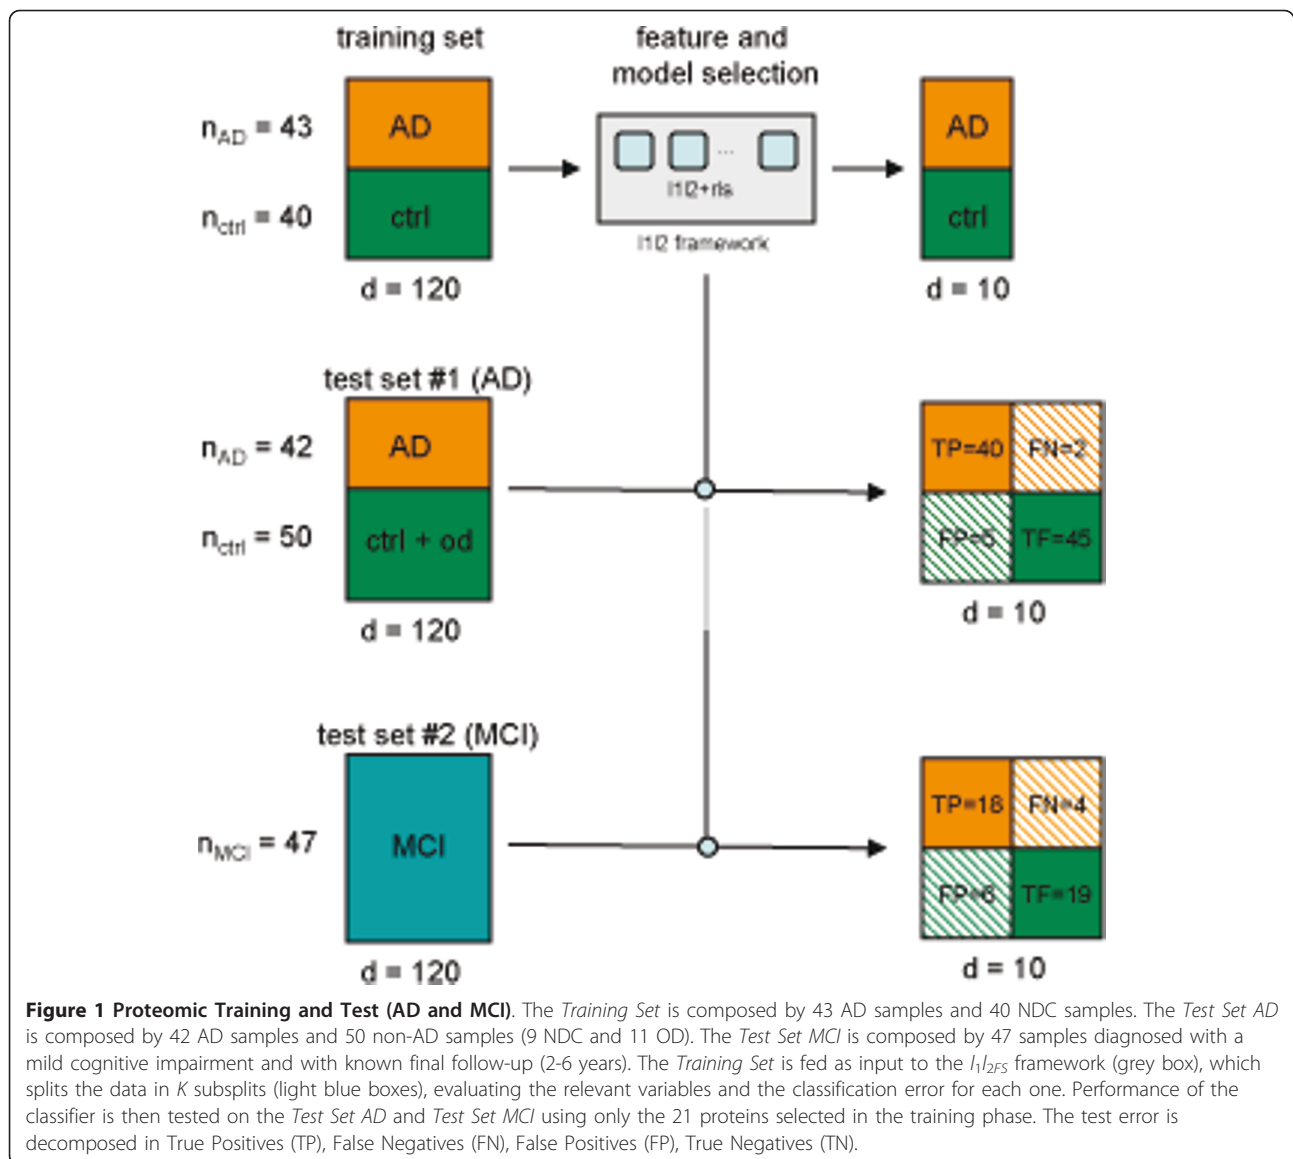 training set
feature and
model selection
n_AD = 43
AD
AD
...
l1l2+rls
n_ctrl = 40
ctrl
ctrl
l1l2 framework
d = 120
d = 10
test set #1 (AD)
n_AD = 42
AD
TP=40
FN=2
n_ctrl = 50
ctrl + od
FP=5
TF=45
d = 120
d = 10
test set #2 (MCI)
TP=18
FN=4
n_MCI = 47
MCI
FP=6
TF=19
d = 120
d = 10
Figure 1 Proteomic Training and Test (AD and MCI). The Training Set is composed by 43 AD samples and 40 NDC samples. The Test Set AD
is composed by 42 AD samples and 50 non-AD samples (9 NDC and 11 OD). The Test Set MCI is composed by 47 samples diagnosed with a
mild cognitive impairment and with known final follow-up (2-6 years). The Training Set is fed as input to the l1l2FS framework (grey box), which
splits the data in K subsplits (light blue boxes), evaluating the relevant variables and the classification error for each one. Performance of the
classifier is then tested on the Test Set AD and Test Set MCI using only the 21 proteins selected in the training phase. The test error is
decomposed in True Positives (TP), False Negatives (FN), False Positives (FP), True Negatives (TN).